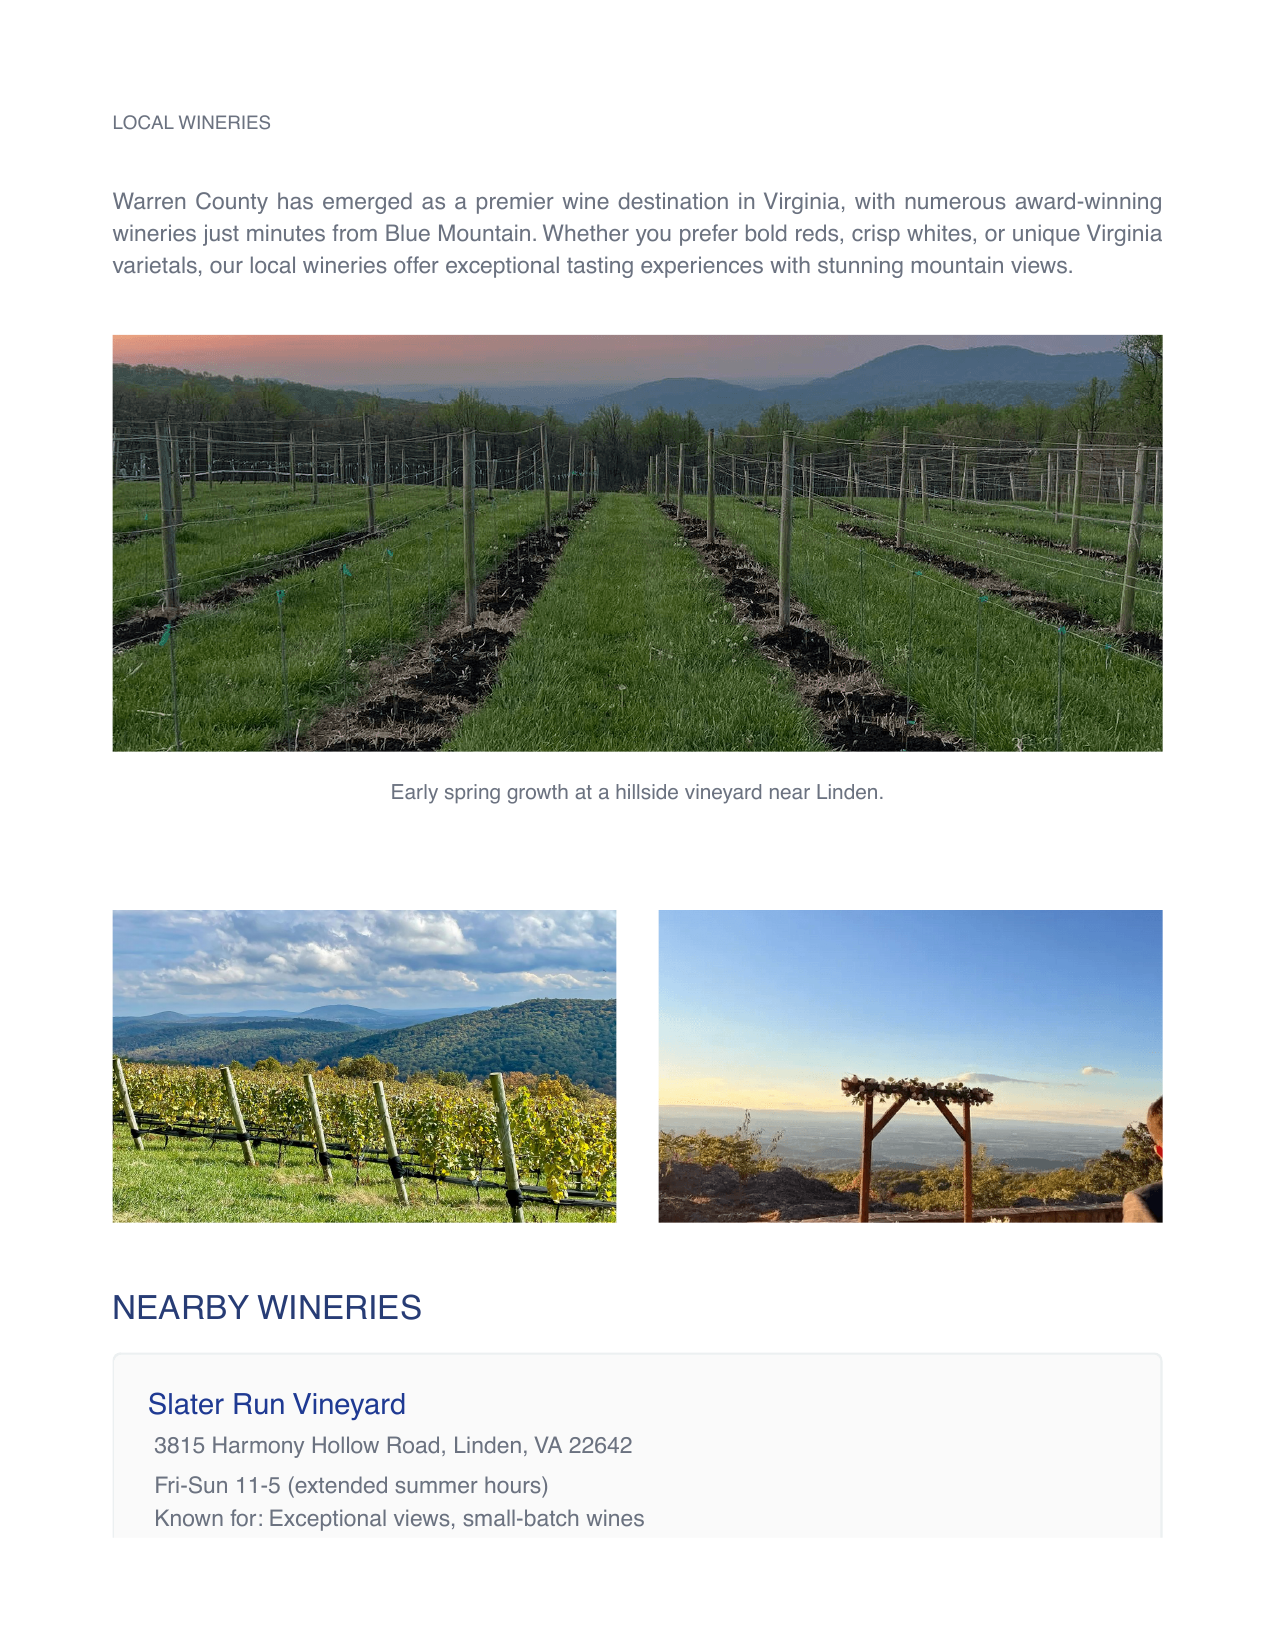 LOCAL WINERIES
Warren County has emerged as a premier wine destination in Virginia, with numerous award-winning
wineries just minutes from Blue Mountain. Whether you prefer bold reds, crisp whites, or unique Virginia
varietals, our local wineries offer exceptional tasting experiences with stunning mountain views.
Early spring growth at a hillside vineyard near Linden.
NEARBY WINERIES
Slater Run Vineyard
3815 Harmony Hollow Road, Linden, VA 22642
Fri-Sun 11-5 (extended summer hours)
Known for: Exceptional views, small-batch wines